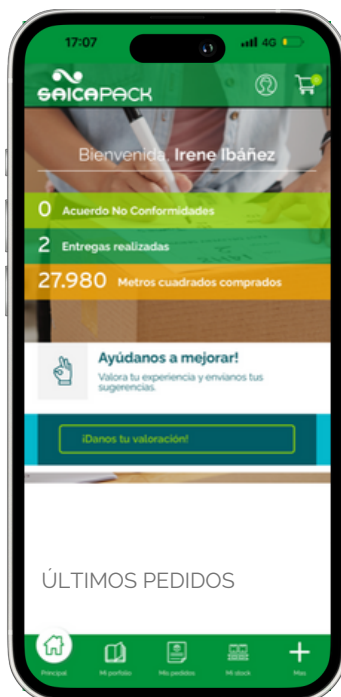 17:07
4G
SAICAPACK
Bienvenida, Irene Ibáñez
0 Acuerdo No Conformidades
2 Entregas realizadas
27.980 Metros cuadrados comprados
Ayúdanos a mejorar!
Valora tu experiencia y envíanos tus
sugerencias.
¡Danos tu valoración!
ÚLTIMOS PEDIDOS
Principal
Mi porfolio
Mis pedidos
Mi stock
Mas